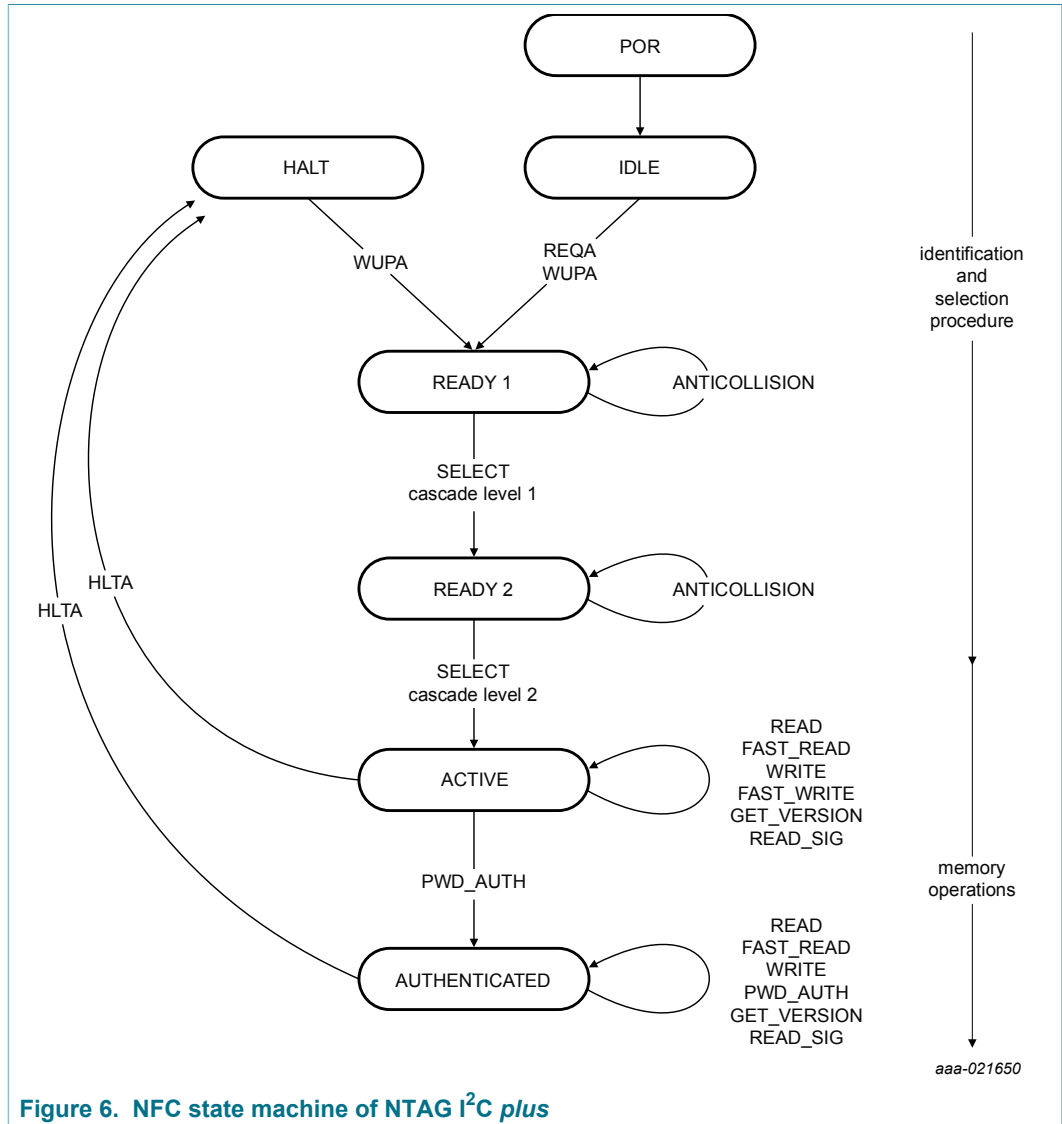 POR
HALT
IDLE
WUPA
REQA
WUPA
identification
and
selection
procedure
READY 1
ANTICOLLISION
SELECT
cascade level 1
READY 2
ANTICOLLISION
HLTA
HLTA
SELECT
cascade level 2
ACTIVE
READ
FAST_READ
WRITE
FAST_WRITE
GET_VERSION
READ_SIG
PWD_AUTH
memory
operations
AUTHENTICATED
READ
FAST_READ
WRITE
PWD_AUTH
GET_VERSION
READ_SIG
aaa-021650
Figure 6. NFC state machine of NTAG I²C plus